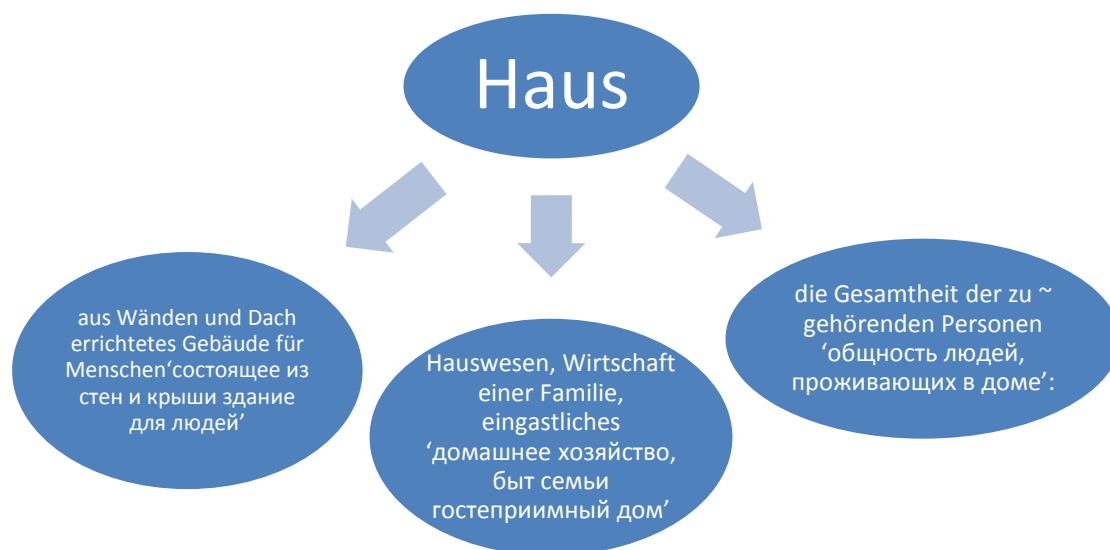 Haus
aus Wänden und Dach
errichtetes Gebäude für
Menschen‘состоящее из
стен и крыши здание
для людей’
Hauswesen, Wirtschaft
einer Familie,
eingastliches
‘домашнее хозяйство,
быт семьи
гостеприимный дом’
die Gesamtheit der zu ~
gehörenden Personen
‘общность людей,
проживающих в доме’: